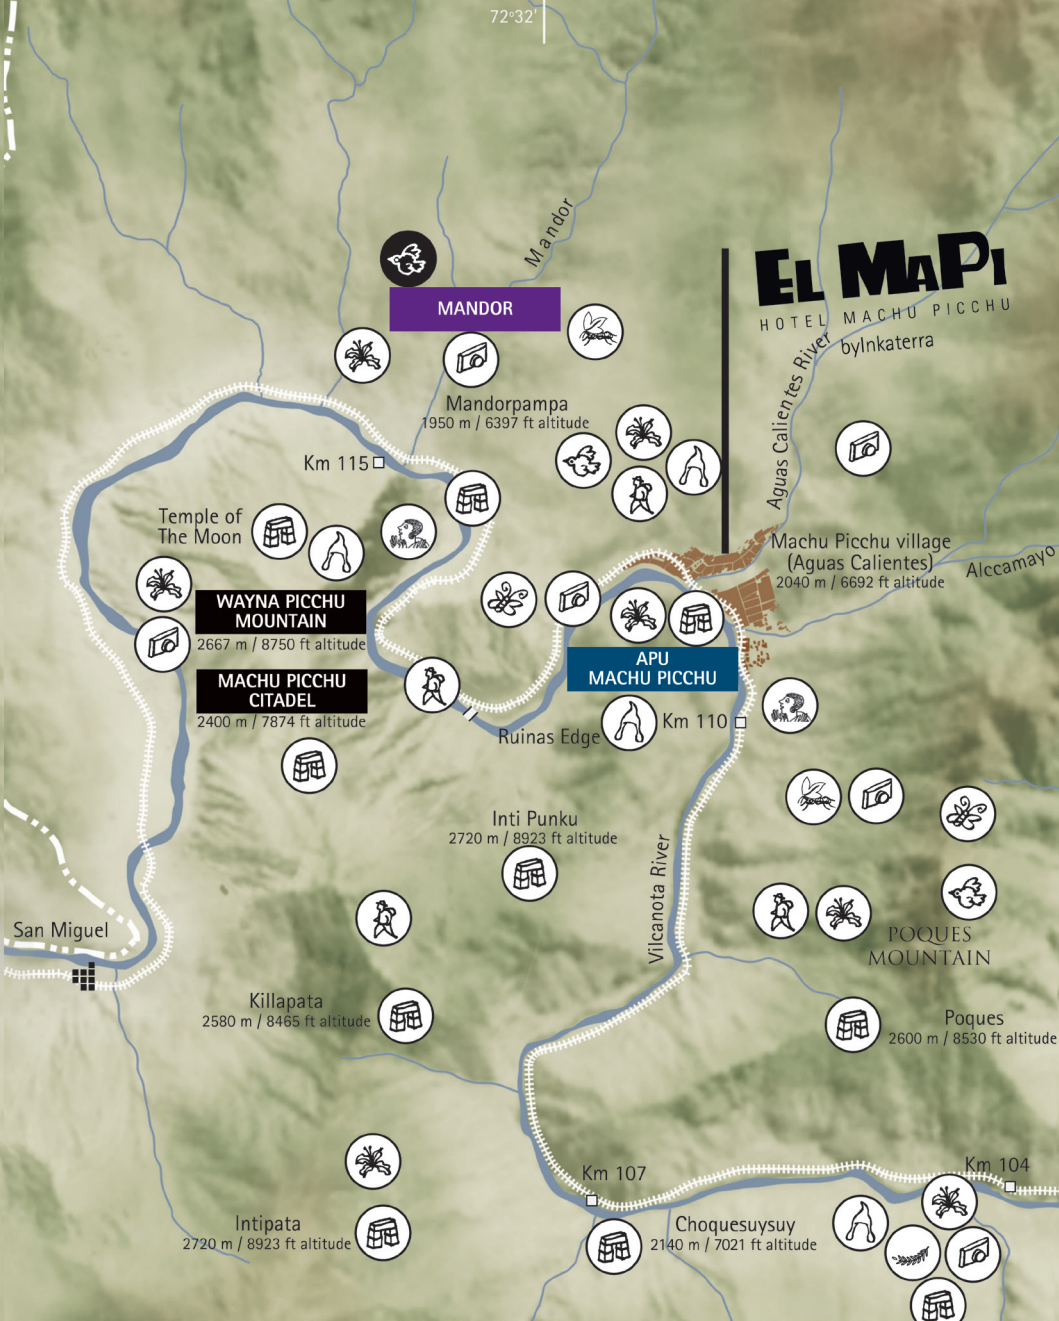 72°32'
Mandor
EL MAPI
HOTEL MACHU PICCHU
byInkaterra
MANDOR
Aguas Calientes River
Mandorpampa
1950 m / 6397 ft altitude
Km 115
Temple of
The Moon
Machu Picchu village
(Aguas Calientes)
2040 m / 6692 ft altitude
Alccamayo
WAYNA PICCHU
MOUNTAIN
2667 m / 8750 ft altitude
APU
MACHU PICCHU
MACHU PICCHU
CITADEL
2400 m / 7874 ft altitude
Ruinas Edge
Km 110
Inti Punku
2720 m / 8923 ft altitude
Vilcanota River
San Miguel
POQUES
MOUNTAIN
Killapata
2580 m / 8465 ft altitude
Poques
2600 m / 8530 ft altitude
Km 107
Km 104
Intipata
2720 m / 8923 ft altitude
Choquesuysuy
2140 m / 7021 ft altitude